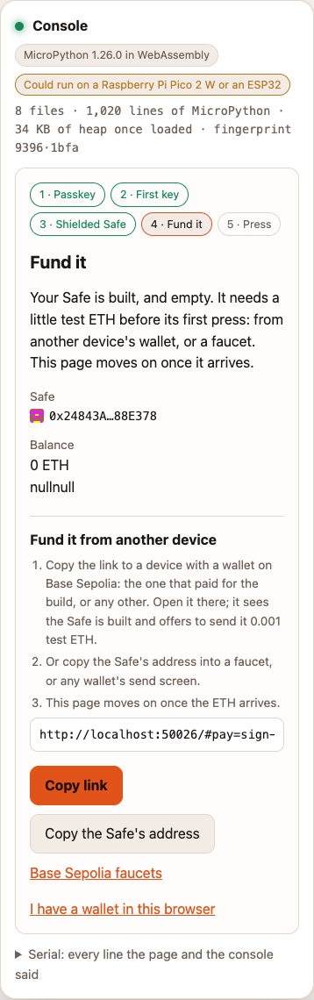 Console
MicroPython 1.26.0 in WebAssembly
Could run on a Raspberry Pi Pico 2 W or an ESP32
8 files · 1,020 lines of MicroPython ·
34 KB of heap once loaded · fingerprint
9396·1bfa
1 · Passkey
2 · First key
3 · Shielded Safe
4 · Fund it
5 · Press
Fund it
Your Safe is built, and empty. It needs a
little test ETH before its first press: from
another device's wallet, or a faucet.
This page moves on once it arrives.
Safe
0x24843A…88E378
Balance
0 ETH
nullnull
Fund it from another device
1. Copy the link to a device with a wallet on
Base Sepolia: the one that paid for the
build, or any other. Open it there; it sees
the Safe is built and offers to send it 0.001
test ETH.
2. Or copy the Safe's address into a faucet,
or any wallet's send screen.
3. This page moves on once the ETH arrives.
http://localhost:50026/#pay=sign-
Copy link
Copy the Safe's address
Base Sepolia faucets
I have a wallet in this browser
▶ Serial: every line the page and the console
said